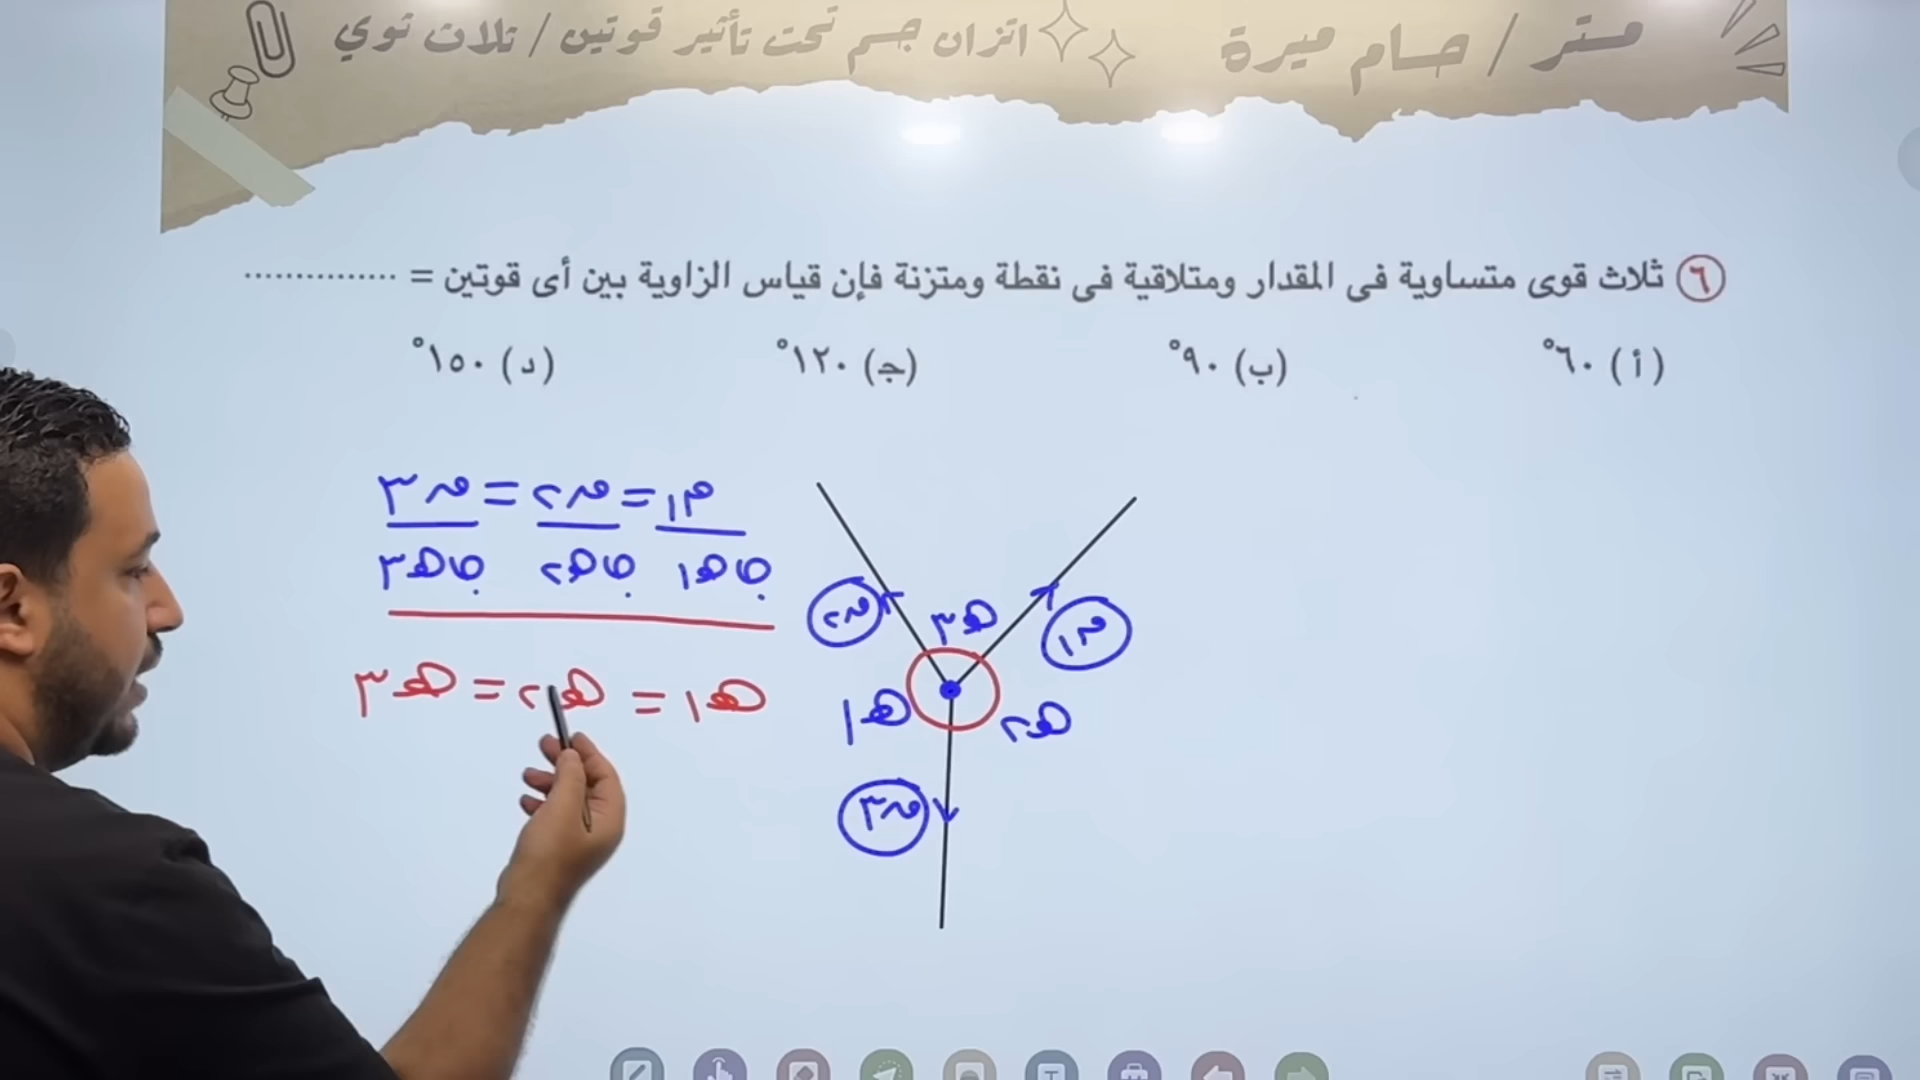 مستر / حسام ميرة
اتزان جسم تحت تأثير قوتين / ثلاث قوي
٦ ثلاث قوى متساوية فى المقدار ومتلاقية فى نقطة ومتزنة فإن قياس الزاوية بين أى قوتين = ...............
(أ) ٦٠° (ب) ٩٠° (جـ) ١٢٠° (د) ١٥٠°
ق١ = ق٢ = ق٣
جا هـ١ جا هـ٢ جا هـ٣
هـ١ = هـ٢ = هـ٣
ق٢ هـ٣ ق١
هـ١ هـ٢
ق٣